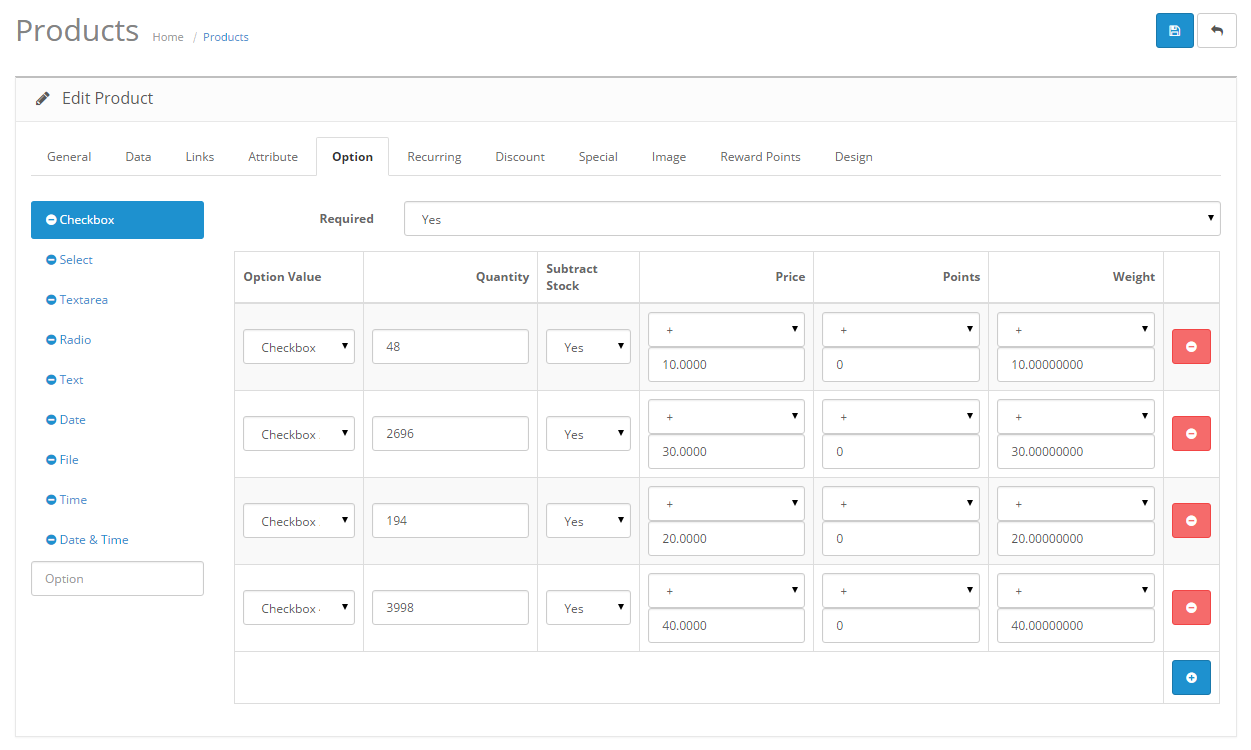 Products Home / Products
Edit Product
General Data Links Attribute Option Recurring Discount Special Image Reward Points Design
Checkbox
Select
Textarea
Radio
Text
Date
File
Time
Date & Time
Option
Required Yes
Option Value Quantity Subtract Stock Price Points Weight
Checkbox 48 Yes + + +
10.0000 0 10.00000000
Checkbox 2696 Yes + + +
30.0000 0 30.00000000
Checkbox 194 Yes + + +
20.0000 0 20.00000000
Checkbox 3998 Yes + + +
40.0000 0 40.00000000